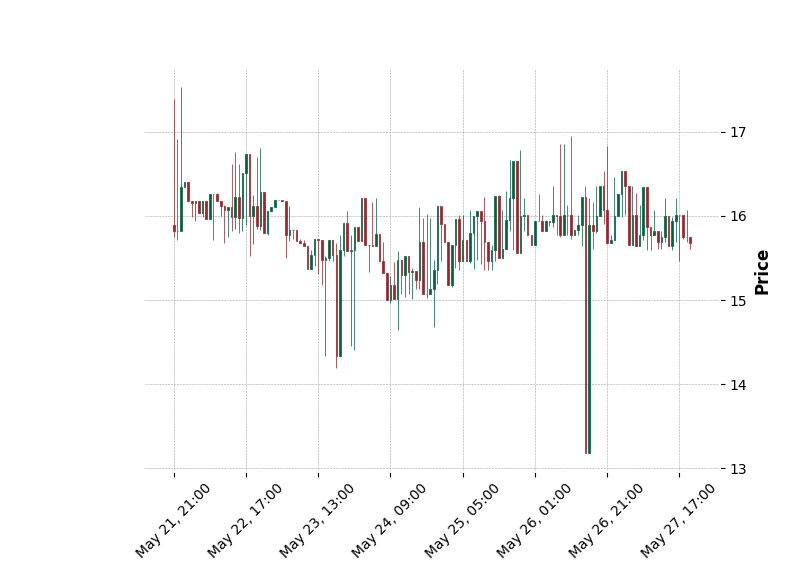 17
16
15
14
13
Price
May 21, 21:00
May 22, 17:00
May 23, 13:00
May 24, 09:00
May 25, 05:00
May 26, 01:00
May 26, 21:00
May 27, 17:00